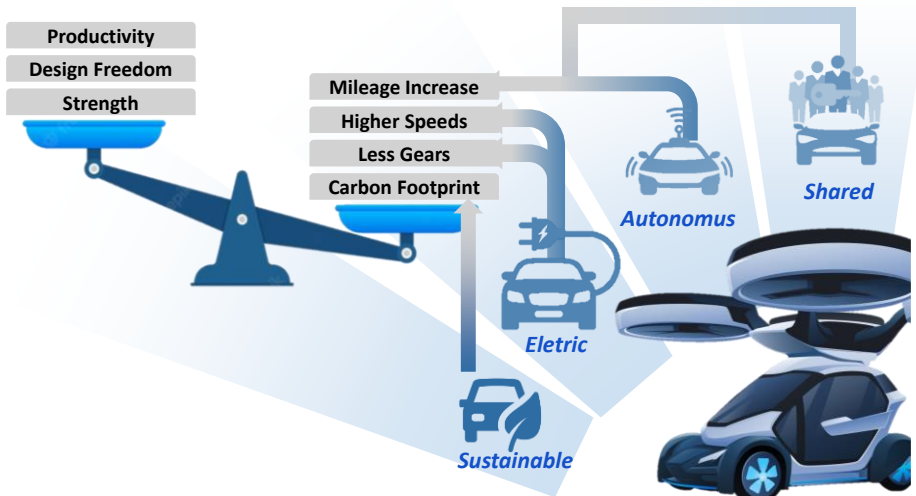 Productivity
Design Freedom
Strength
Mileage Increase
Higher Speeds
Less Gears
Carbon Footprint
Shared
Autonomus
Eletric
Sustainable